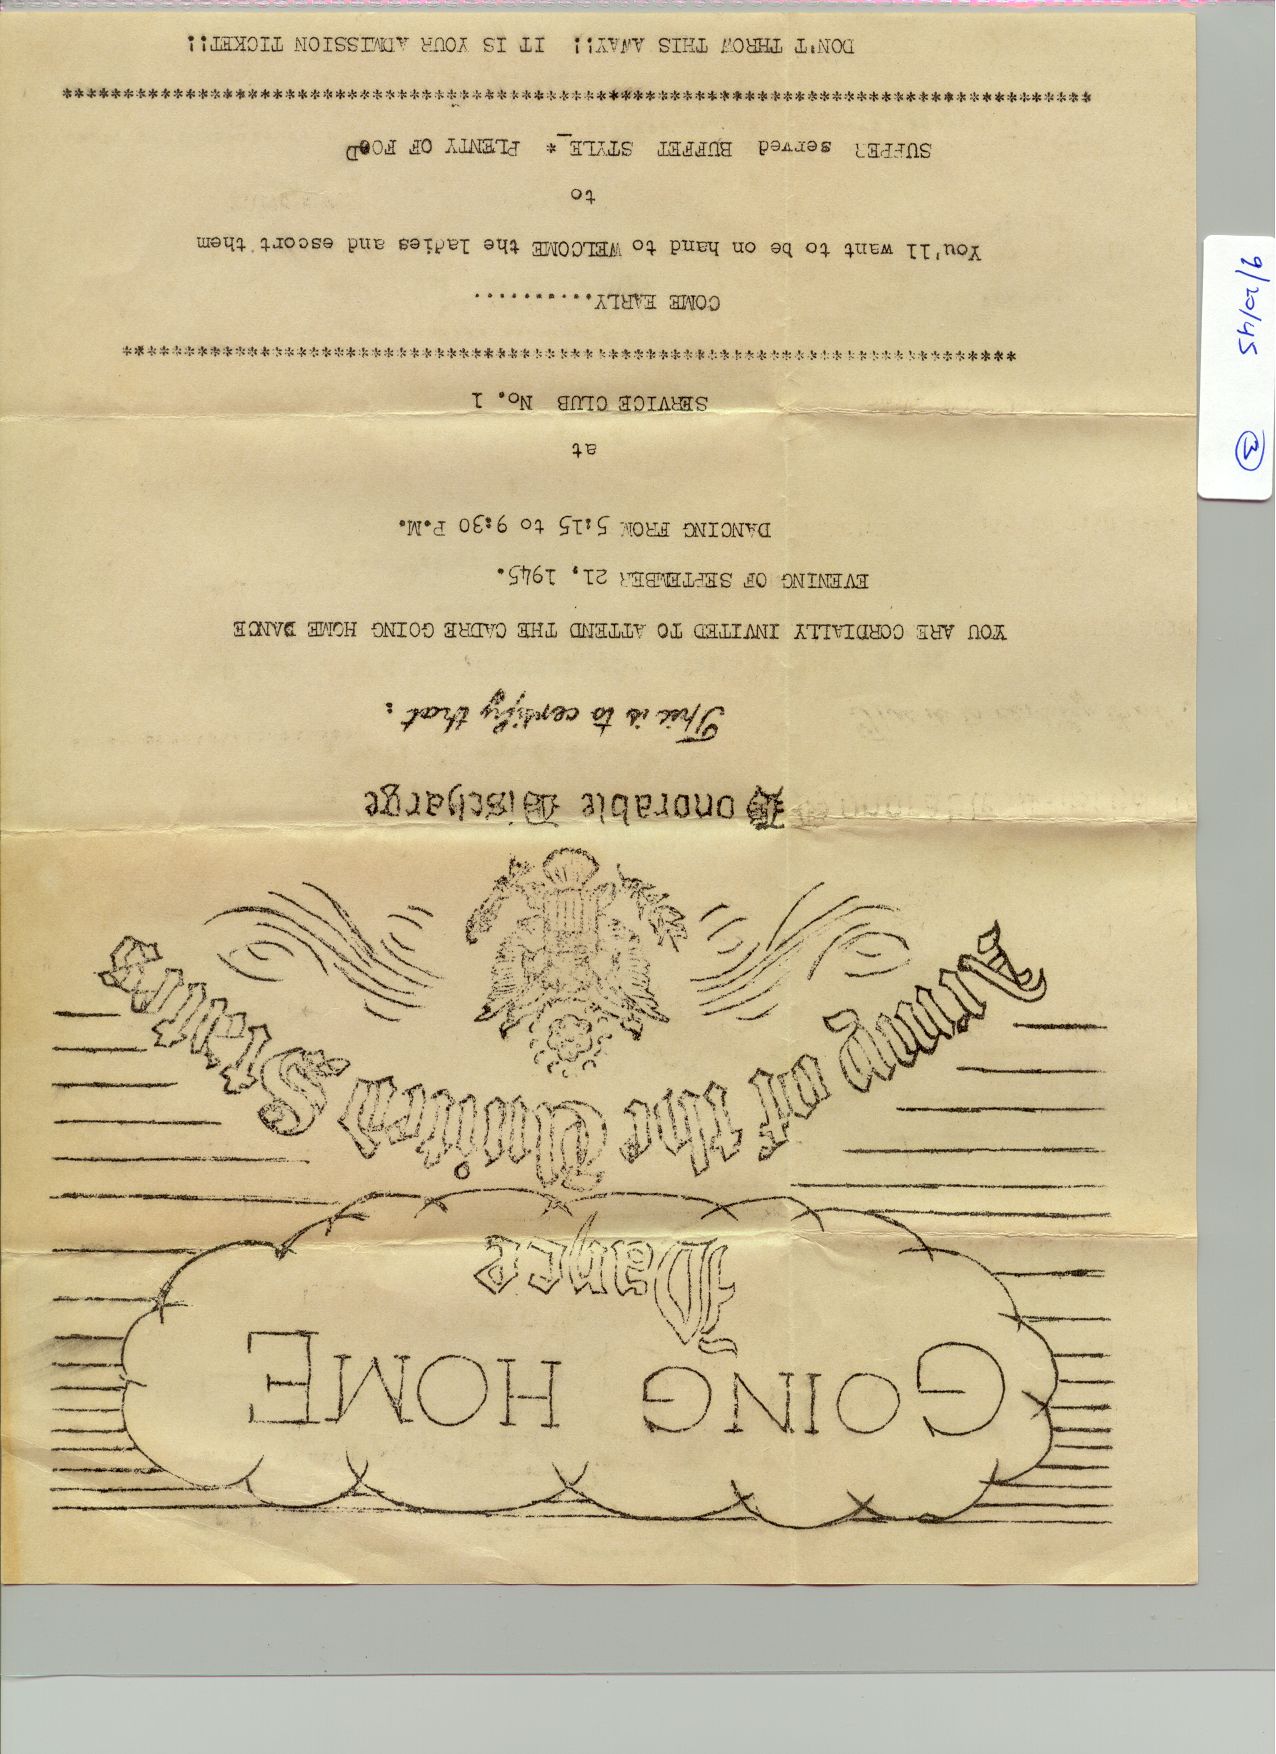 GOING HOME
Dance
Army of the United States
Honorable Discharge
This is to certify that:
YOU ARE CORDIALLY INVITED TO ATTEND THE CADRE GOING HOME DANCE
EVENING OF SEPTEMBER 21, 1945.
DANCING FROM 5:15 to 9:30 P.M.
at
SERVICE CLUB No. 1
************************************************************************
COME EARLY..........
You'll want to be on hand to WELCOME the ladies and escort them
to
SUPPER served BUFFET STYLE * PLENTY OF FOOD
***********************************************************************************
DON'T THROW THIS AWAY!! IT IS YOUR ADMISSION TICKET!!
9/20/45 3